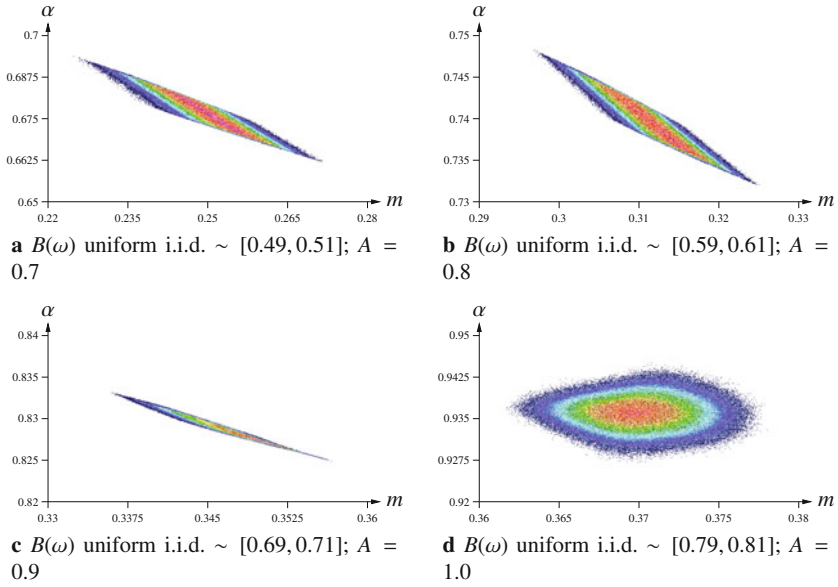 α
0.7
0.6875
0.675
0.6625
0.65
0.22 0.235 0.25 0.265 0.28
m
a B(ω) uniform i.i.d. ∼ [0.49, 0.51]; A =
0.7
α
0.75
0.745
0.74
0.735
0.73
0.29 0.3 0.31 0.32 0.33
m
b B(ω) uniform i.i.d. ∼ [0.59, 0.61]; A =
0.8
α
0.84
0.835
0.83
0.825
0.82
0.33 0.3375 0.345 0.3525 0.36
m
c B(ω) uniform i.i.d. ∼ [0.69, 0.71]; A =
0.9
α
0.95
0.9425
0.935
0.9275
0.92
0.36 0.365 0.37 0.375 0.38
m
d B(ω) uniform i.i.d. ∼ [0.79, 0.81]; A =
1.0